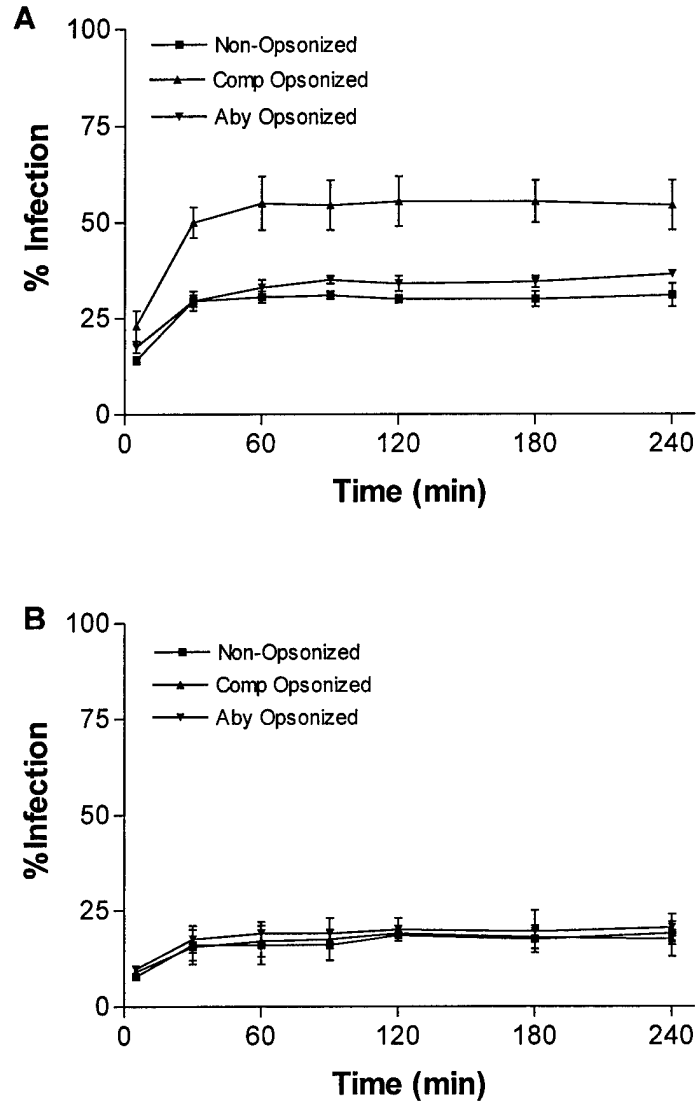 A
100
75
50
25
0
% Infection
Non-Opsonized
Comp Opsonized
Aby Opsonized
0 60 120 180 240
Time (min)
B
100
75
50
25
0
%Infection
Non-Opsonized
Comp Opsonized
Aby Opsonized
0 60 120 180 240
Time (min)